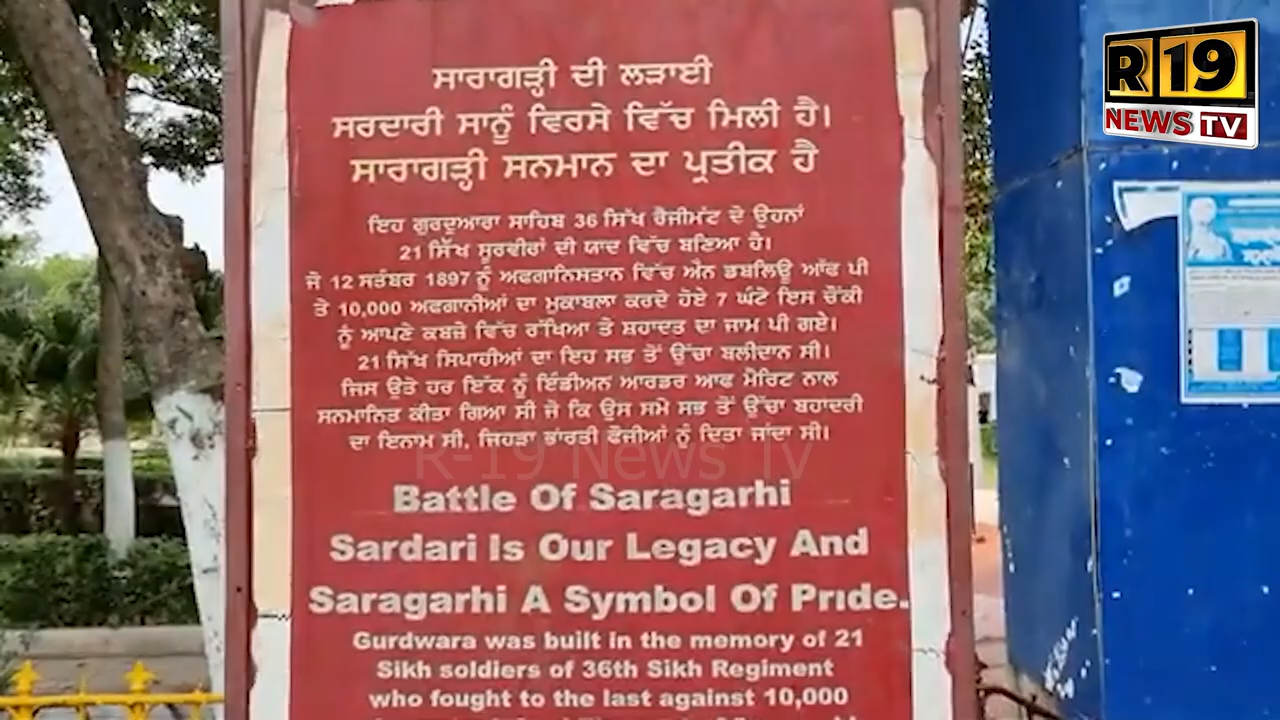 R 19
NEWS TV
ਸਾਰਾਗੜ੍ਹੀ ਦੀ ਲੜਾਈ
ਸਰਦਾਰੀ ਸਾਨੂੰ ਵਿਰਸੇ ਵਿੱਚ ਮਿਲੀ ਹੈ।
ਸਾਰਾਗੜ੍ਹੀ ਸਨਮਾਨ ਦਾ ਪ੍ਰਤੀਕ ਹੈ
ਇਹ ਗੁਰਦੁਆਰਾ ਸਾਹਿਬ 36 ਸਿੱਖ ਰੈਜੀਮੱਟ ਦੇ ਉਹਨਾਂ
21 ਸਿੱਖ ਸੂਰਵੀਰਾਂ ਦੀ ਯਾਦ ਵਿੱਚ ਬਣਿਆ ਹੈ।
ਜੋ 12 ਸਤੰਬਰ 1897 ਨੂੰ ਅਫਗਾਨਿਸਤਾਨ ਵਿੱਚ ਐਨ ਡਬਲਿਊ ਆੱਫ ਪੀ
ਤੇ 10,000 ਅਫਗਾਨੀਆਂ ਦਾ ਮੁਕਾਬਲਾ ਕਰਦੇ ਹੋਏ 7 ਘੰਟੇ ਇਸ ਚੌਂਕੀ
ਨੂੰ ਆਪਣੇ ਕਬਜ਼ੇ ਵਿੱਚ ਰੱਖਿਆ ਤੇ ਸ਼ਹਾਦਤ ਦਾ ਜਾਮ ਪੀ ਗਏ।
21 ਸਿੱਖ ਸਿਪਾਹੀਆਂ ਦਾ ਇਹ ਸਭ ਤੋਂ ਉੱਚਾ ਬਲੀਦਾਨ ਸੀ।
ਜਿਸ ਉਤੇ ਹਰ ਇੱਕ ਨੂੰ ਇੰਡੀਅਨ ਆਰਡਰ ਆਫ ਮੈਰਿਟ ਨਾਲ
ਸਨਮਾਨਿਤ ਕੀਤਾ ਗਿਆ ਸੀ ਜੋ ਕਿ ਉਸ ਸਮੇਂ ਸਭ ਤੋਂ ਉੱਚਾ ਬਹਾਦਰੀ
ਦਾ ਇਨਾਮ ਸੀ, ਜਿਹੜਾ ਭਾਰਤੀ ਫੌਜੀਆਂ ਨੂੰ ਦਿਤਾ ਜਾਂਦਾ ਸੀ।
R-19 News Tv
Battle Of Saragarhi
Sardari Is Our Legacy And
Saragarhi A Symbol Of Pride.
Gurdwara was built in the memory of 21
Sikh soldiers of 36th Sikh Regiment
who fought to the last against 10,000